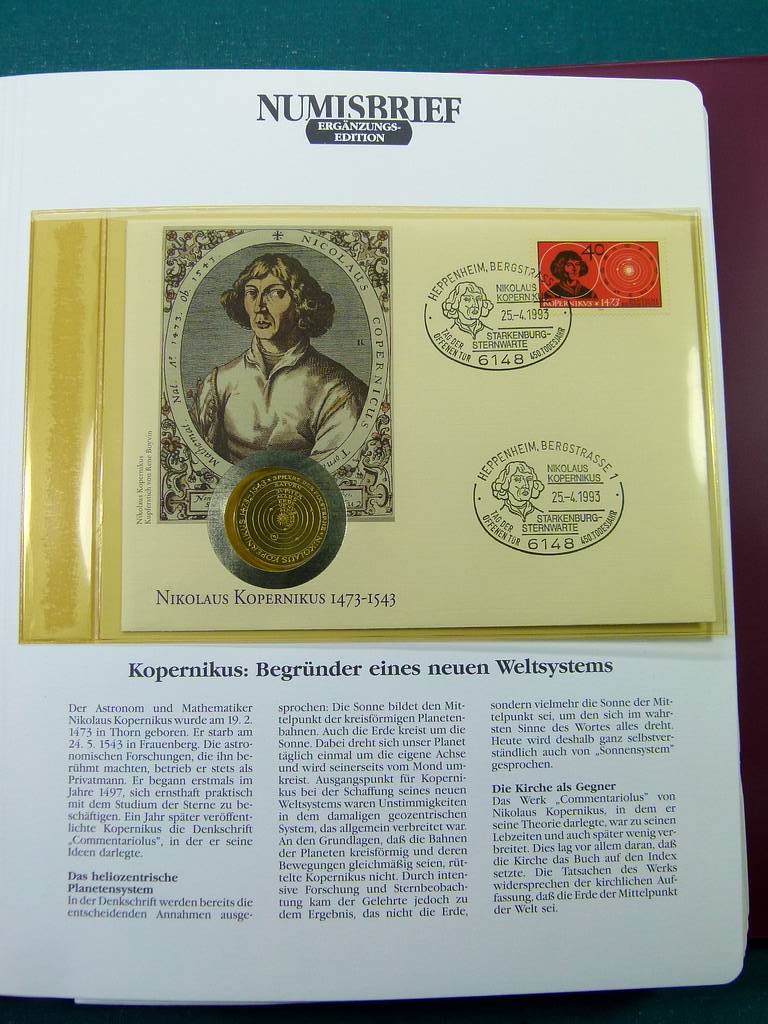 NUMISBRIEF
ERGÄNZUNGS-
EDITION
NICOLAUS COPERNICUS
Nat. Aº 1473. Ob. 1547.
Nikolaus Kopernikus
Kupferstich von Rene Boyvin
NIKOLAUS KOPERNIKUS 1473-1543
40
KOPERNIKUS 1473
HEPPENHEIM, BERGSTRASSE
NIKOLAUS
KOPERNIKUS
25.-4.1993
STARKENBURG-
STERNWARTE
TAG DER
OFFENEN TÜR
6148
450.TODESJAHR
HEPPENHEIM, BERGSTRASSE 1
NIKOLAUS
KOPERNIKUS
25.-4.1993
STARKENBURG-
STERNWARTE
TAG DER
OFFENEN TÜR
6148
450.TODESJAHR
NIKOLAUS KOPERNIKUS 1473-1543
Kopernikus: Begründer eines neuen Weltsystems
Der Astronom und Mathematiker
Nikolaus Kopernikus wurde am 19. 2.
1473 in Thorn geboren. Er starb am
24. 5. 1543 in Frauenberg. Die astro-
nomischen Forschungen, die ihn be-
rühmt machten, betrieb er stets als
Privatmann. Er begann erstmals im
Jahre 1497, sich ernsthaft praktisch
mit dem Studium der Sterne zu be-
schäftigen. Ein Jahr später veröffent-
lichte Kopernikus die Denkschrift
„Commentariolus", in der er seine
Ideen darlegte.
Das heliozentrische
Planetensystem
In der Denkschrift werden bereits die
entscheidenden Annahmen ausge-
sprochen: Die Sonne bildet den Mit-
telpunkt der kreisförmigen Planeten-
bahnen. Auch die Erde kreist um die
Sonne. Dabei dreht sich unser Planet
täglich einmal um die eigene Achse
und wird seinerseits vom Mond um-
kreist. Ausgangspunkt für Koperni-
kus bei der Schaffung seines neuen
Weltsystems waren Unstimmigkeiten
in dem damaligen geozentrischen
System, das allgemein verbreitet war.
An den Grundlagen, daß die Bahnen
der Planeten kreisförmig und deren
Bewegungen gleichmäßig seien, rüt-
telte Kopernikus nicht. Durch inten-
sive Forschung und Sternbeobach-
tung kam der Gelehrte jedoch zu
dem Ergebnis, das nicht die Erde,
sondern vielmehr die Sonne der Mit-
telpunkt sei, um den sich im wahr-
sten Sinne des Wortes alles dreht.
Heute wird deshalb ganz selbstver-
ständlich auch von „Sonnensystem"
gesprochen.
Die Kirche als Gegner
Das Werk „Commentariolus" von
Nikolaus Kopernikus, in dem er
seine Theorie darlegte, war zu seinen
Lebzeiten und auch später wenig ver-
breitet. Dies lag vor allem daran, daß
die Kirche das Buch auf den Index
setzte. Die Tatsachen des Werks
widersprechen der kirchlichen Auf-
fassung, daß die Erde der Mittelpunkt
der Welt sei.